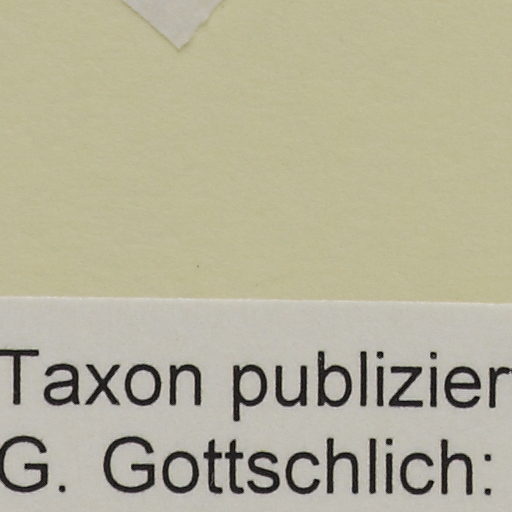 Taxon publizier
G. Gottschlich: